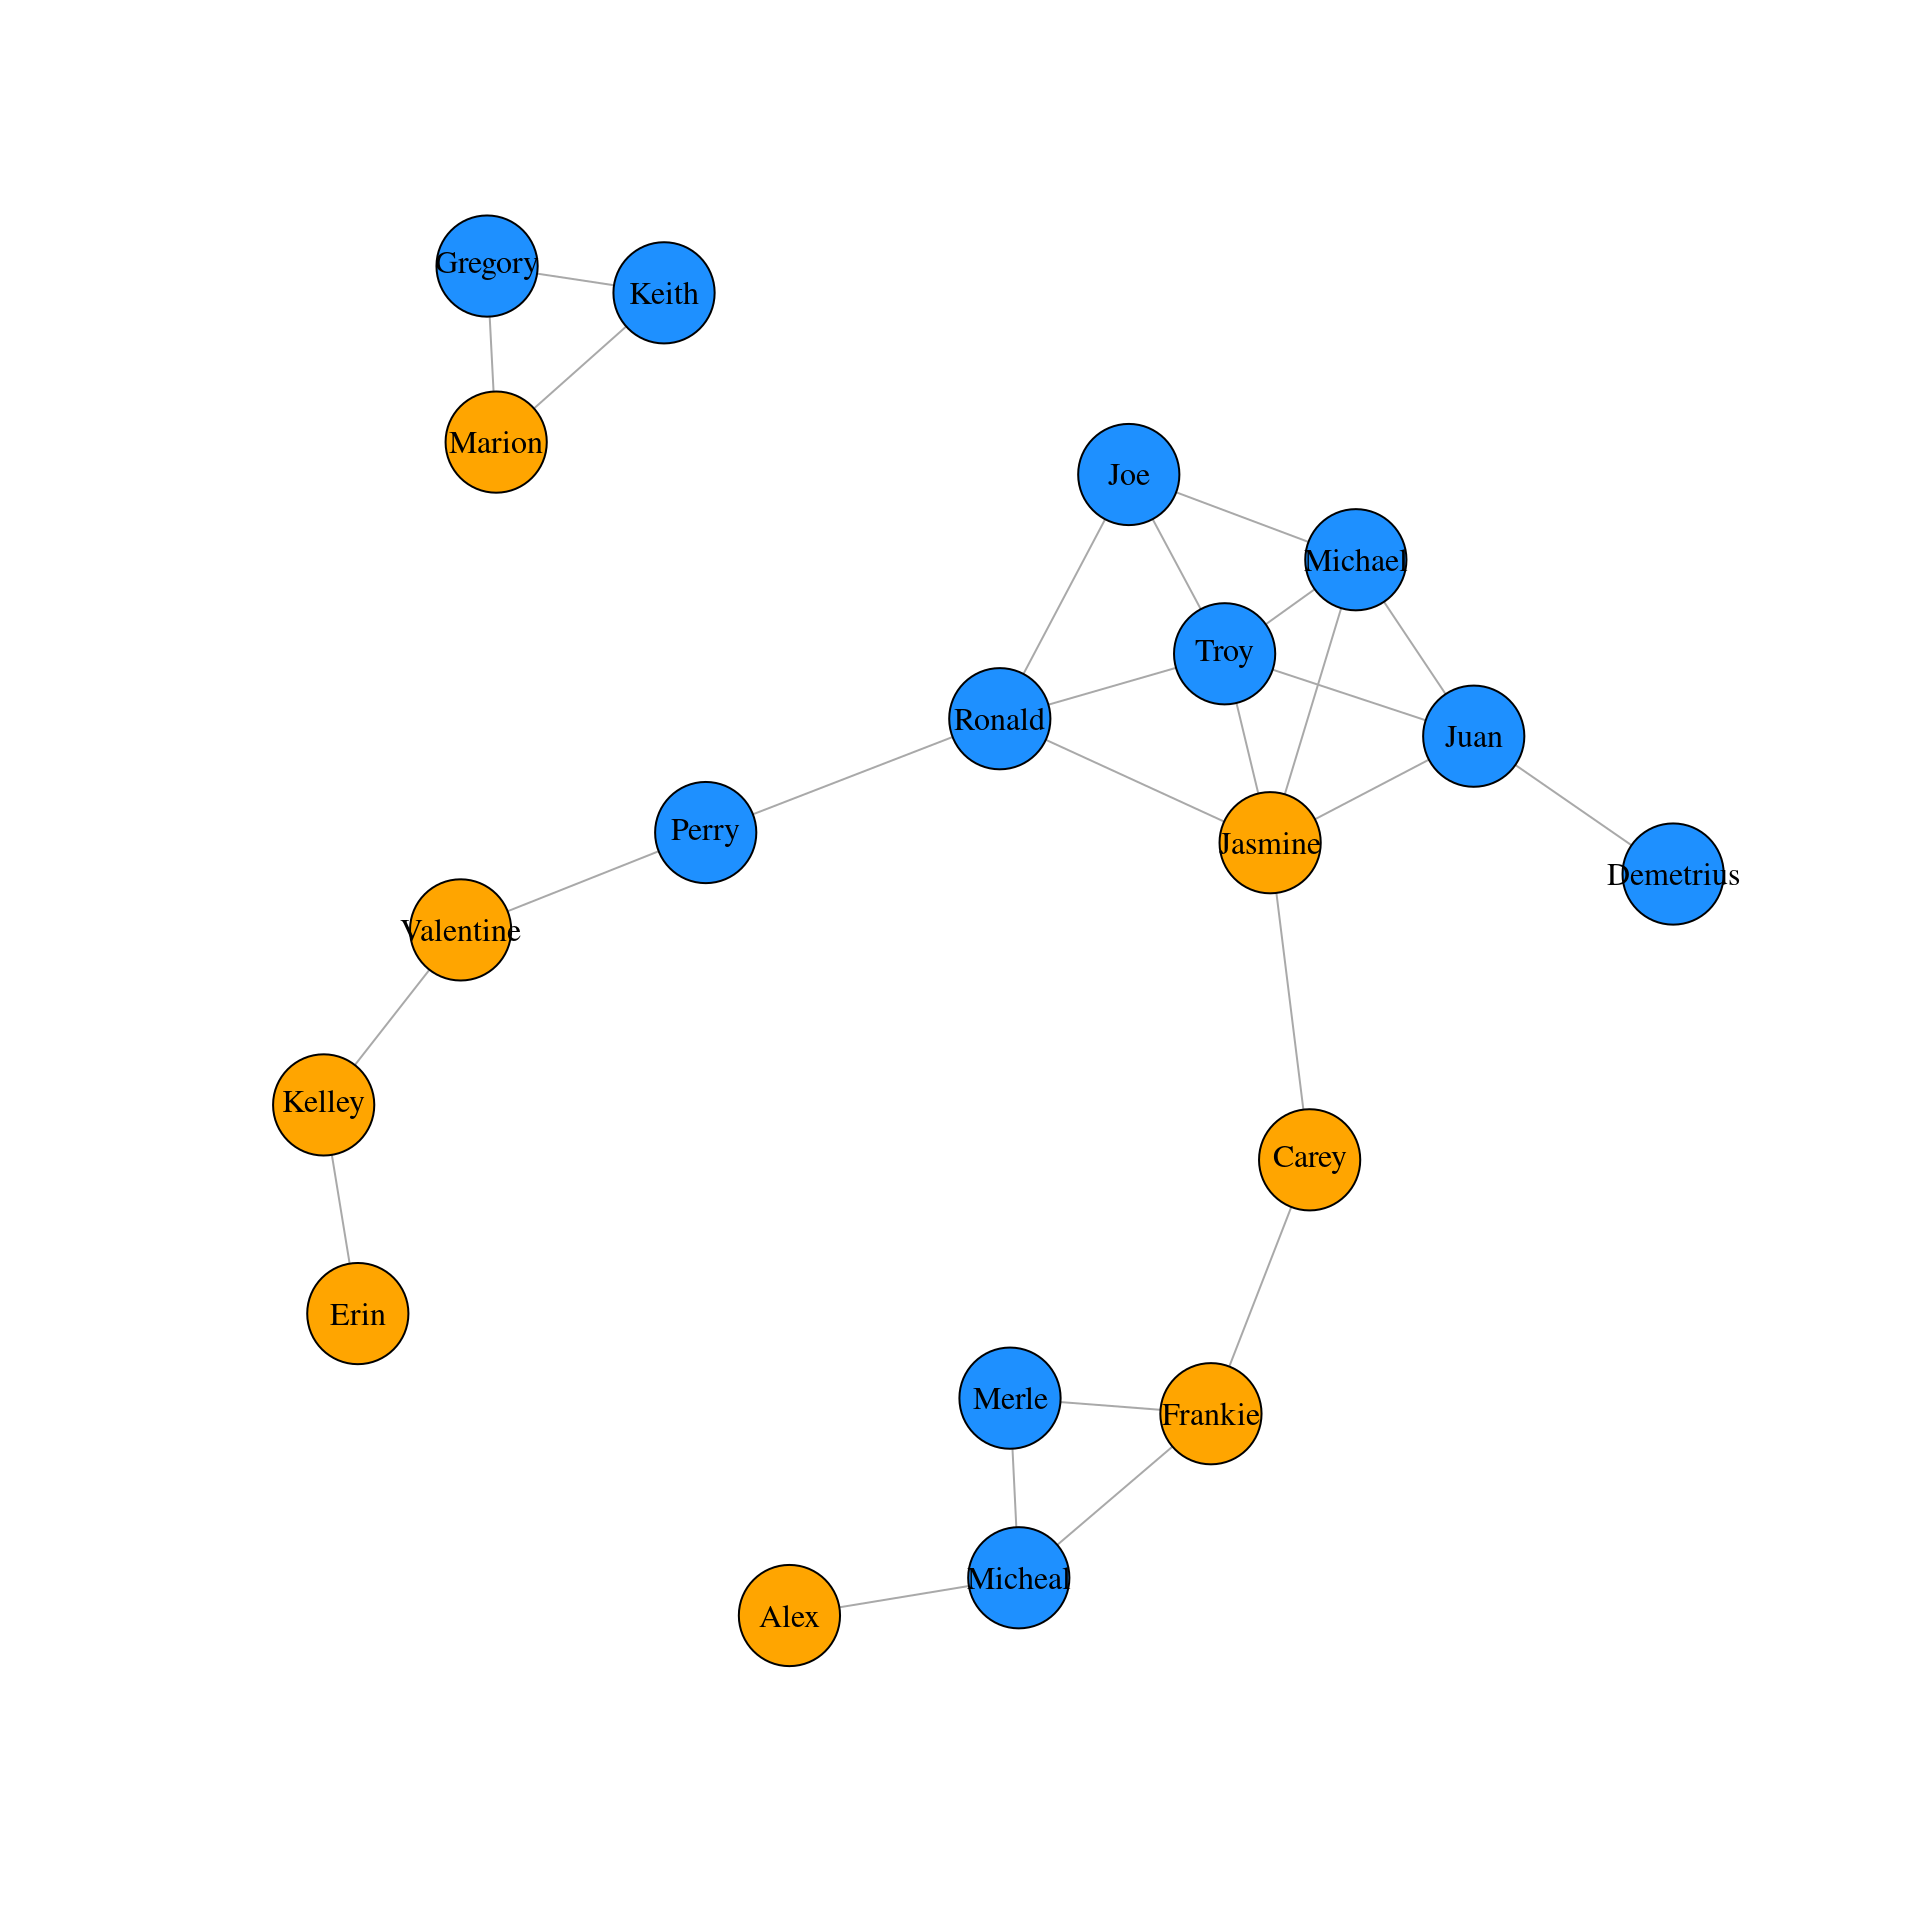 Gregory
Keith
Marion
Joe
Michael
Troy
Ronald
Juan
Perry
Jasmine
Demetrius
Valentine
Kelley
Carey
Erin
Merle
Frankie
Micheal
Alex